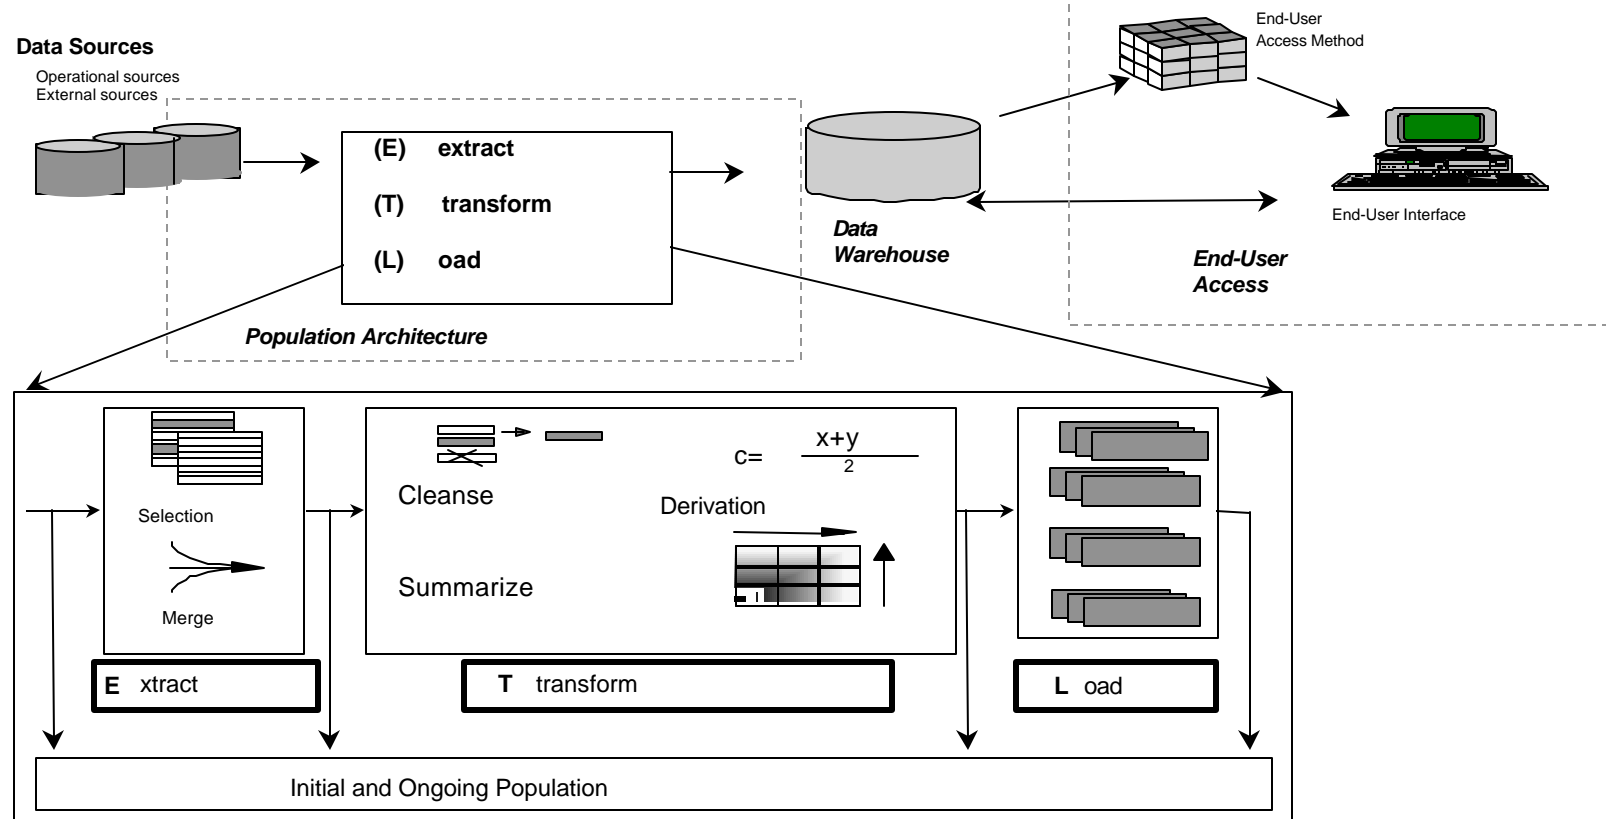 Data Sources
Operational sources
External sources
End-User
Access Method
(E) extract
(T) transform
(L) oad
Data
Warehouse
End-User Interface
End-User
Access
Population Architecture
Selection
Merge
Cleanse
c= x+y
2
Derivation
Summarize
E xtract
T transform
L oad
Initial and Ongoing Population